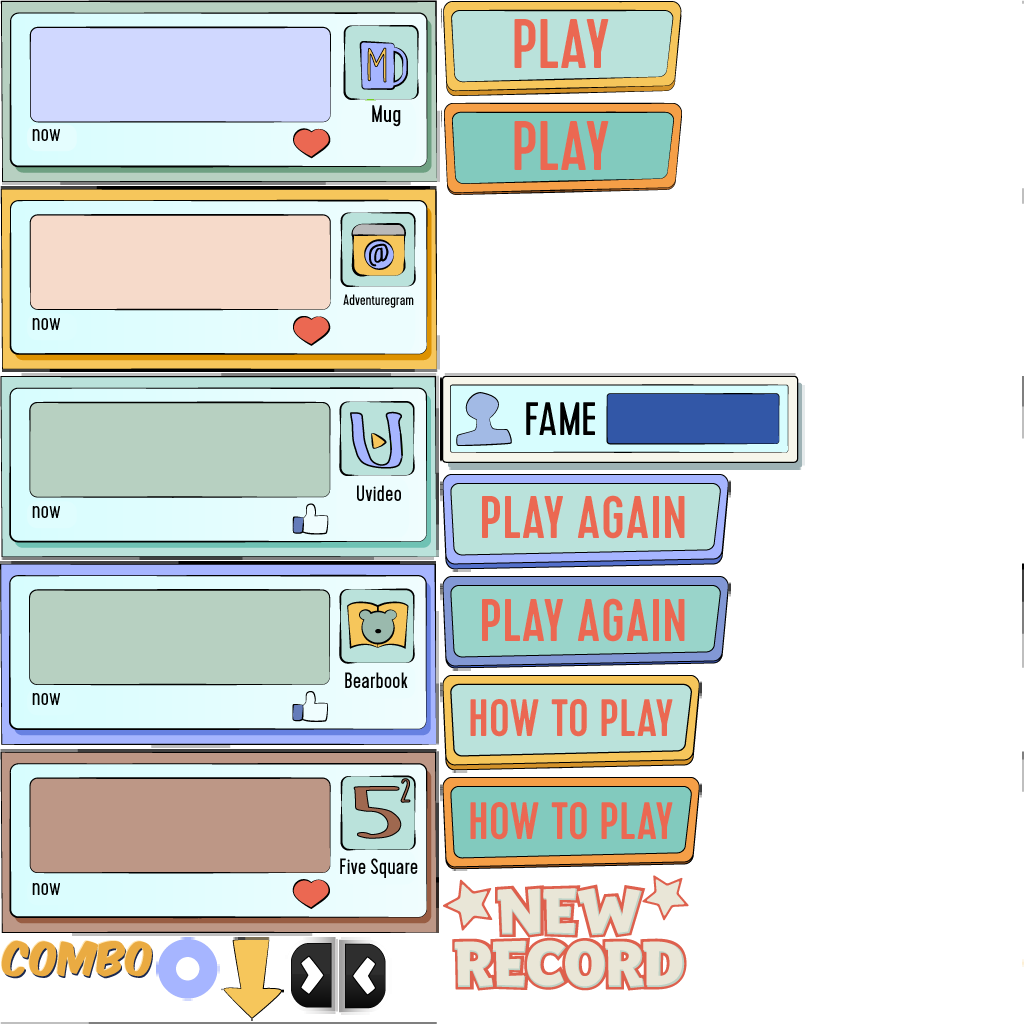 M
Mug
now
@
Adventuregram
now
U
Uvideo
now
Bearbook
now
5²
Five Square
now
COMBO
PLAY
PLAY
FAME
PLAY AGAIN
PLAY AGAIN
HOW TO PLAY
HOW TO PLAY
NEW
RECORD